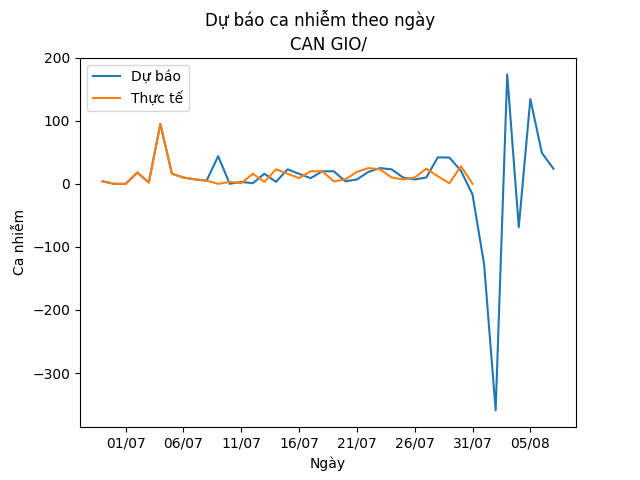 Dự báo ca nhiễm theo ngày
CAN GIO/
Dự báo
Thực tế
200
100
0
−100
−200
−300
Ca nhiễm
01/07 06/07 11/07 16/07 21/07 26/07 31/07 05/08
Ngày